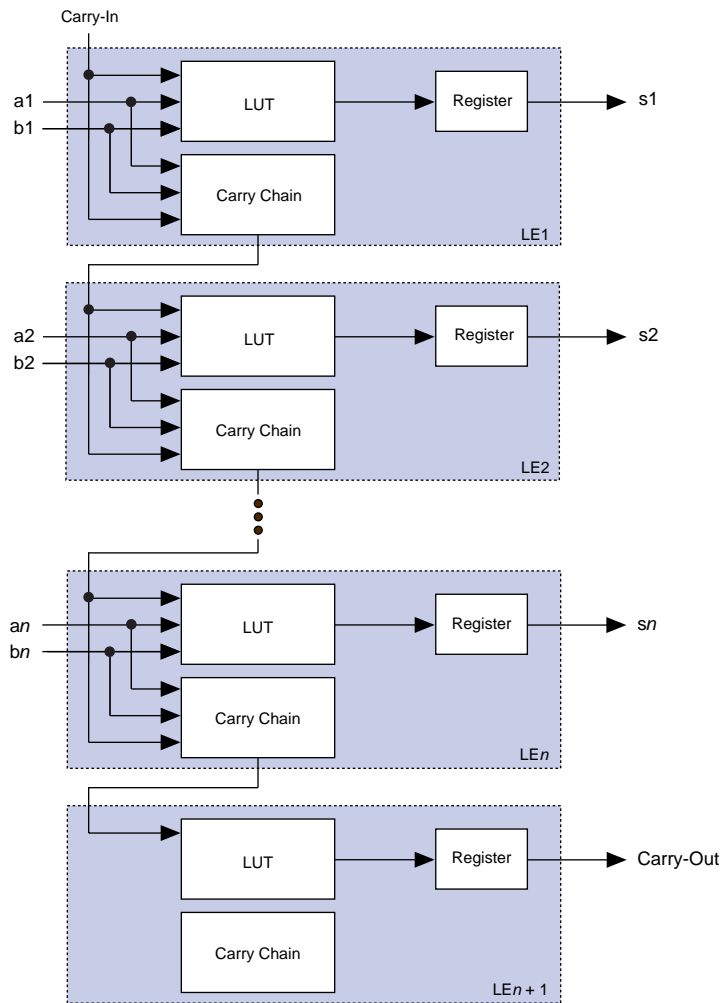 Carry-In
a1
b1
LUT
Register
s1
Carry Chain
LE1
a2
b2
LUT
Register
s2
Carry Chain
LE2
an
bn
LUT
Register
sn
Carry Chain
LEn
LUT
Register
Carry-Out
Carry Chain
LEn + 1